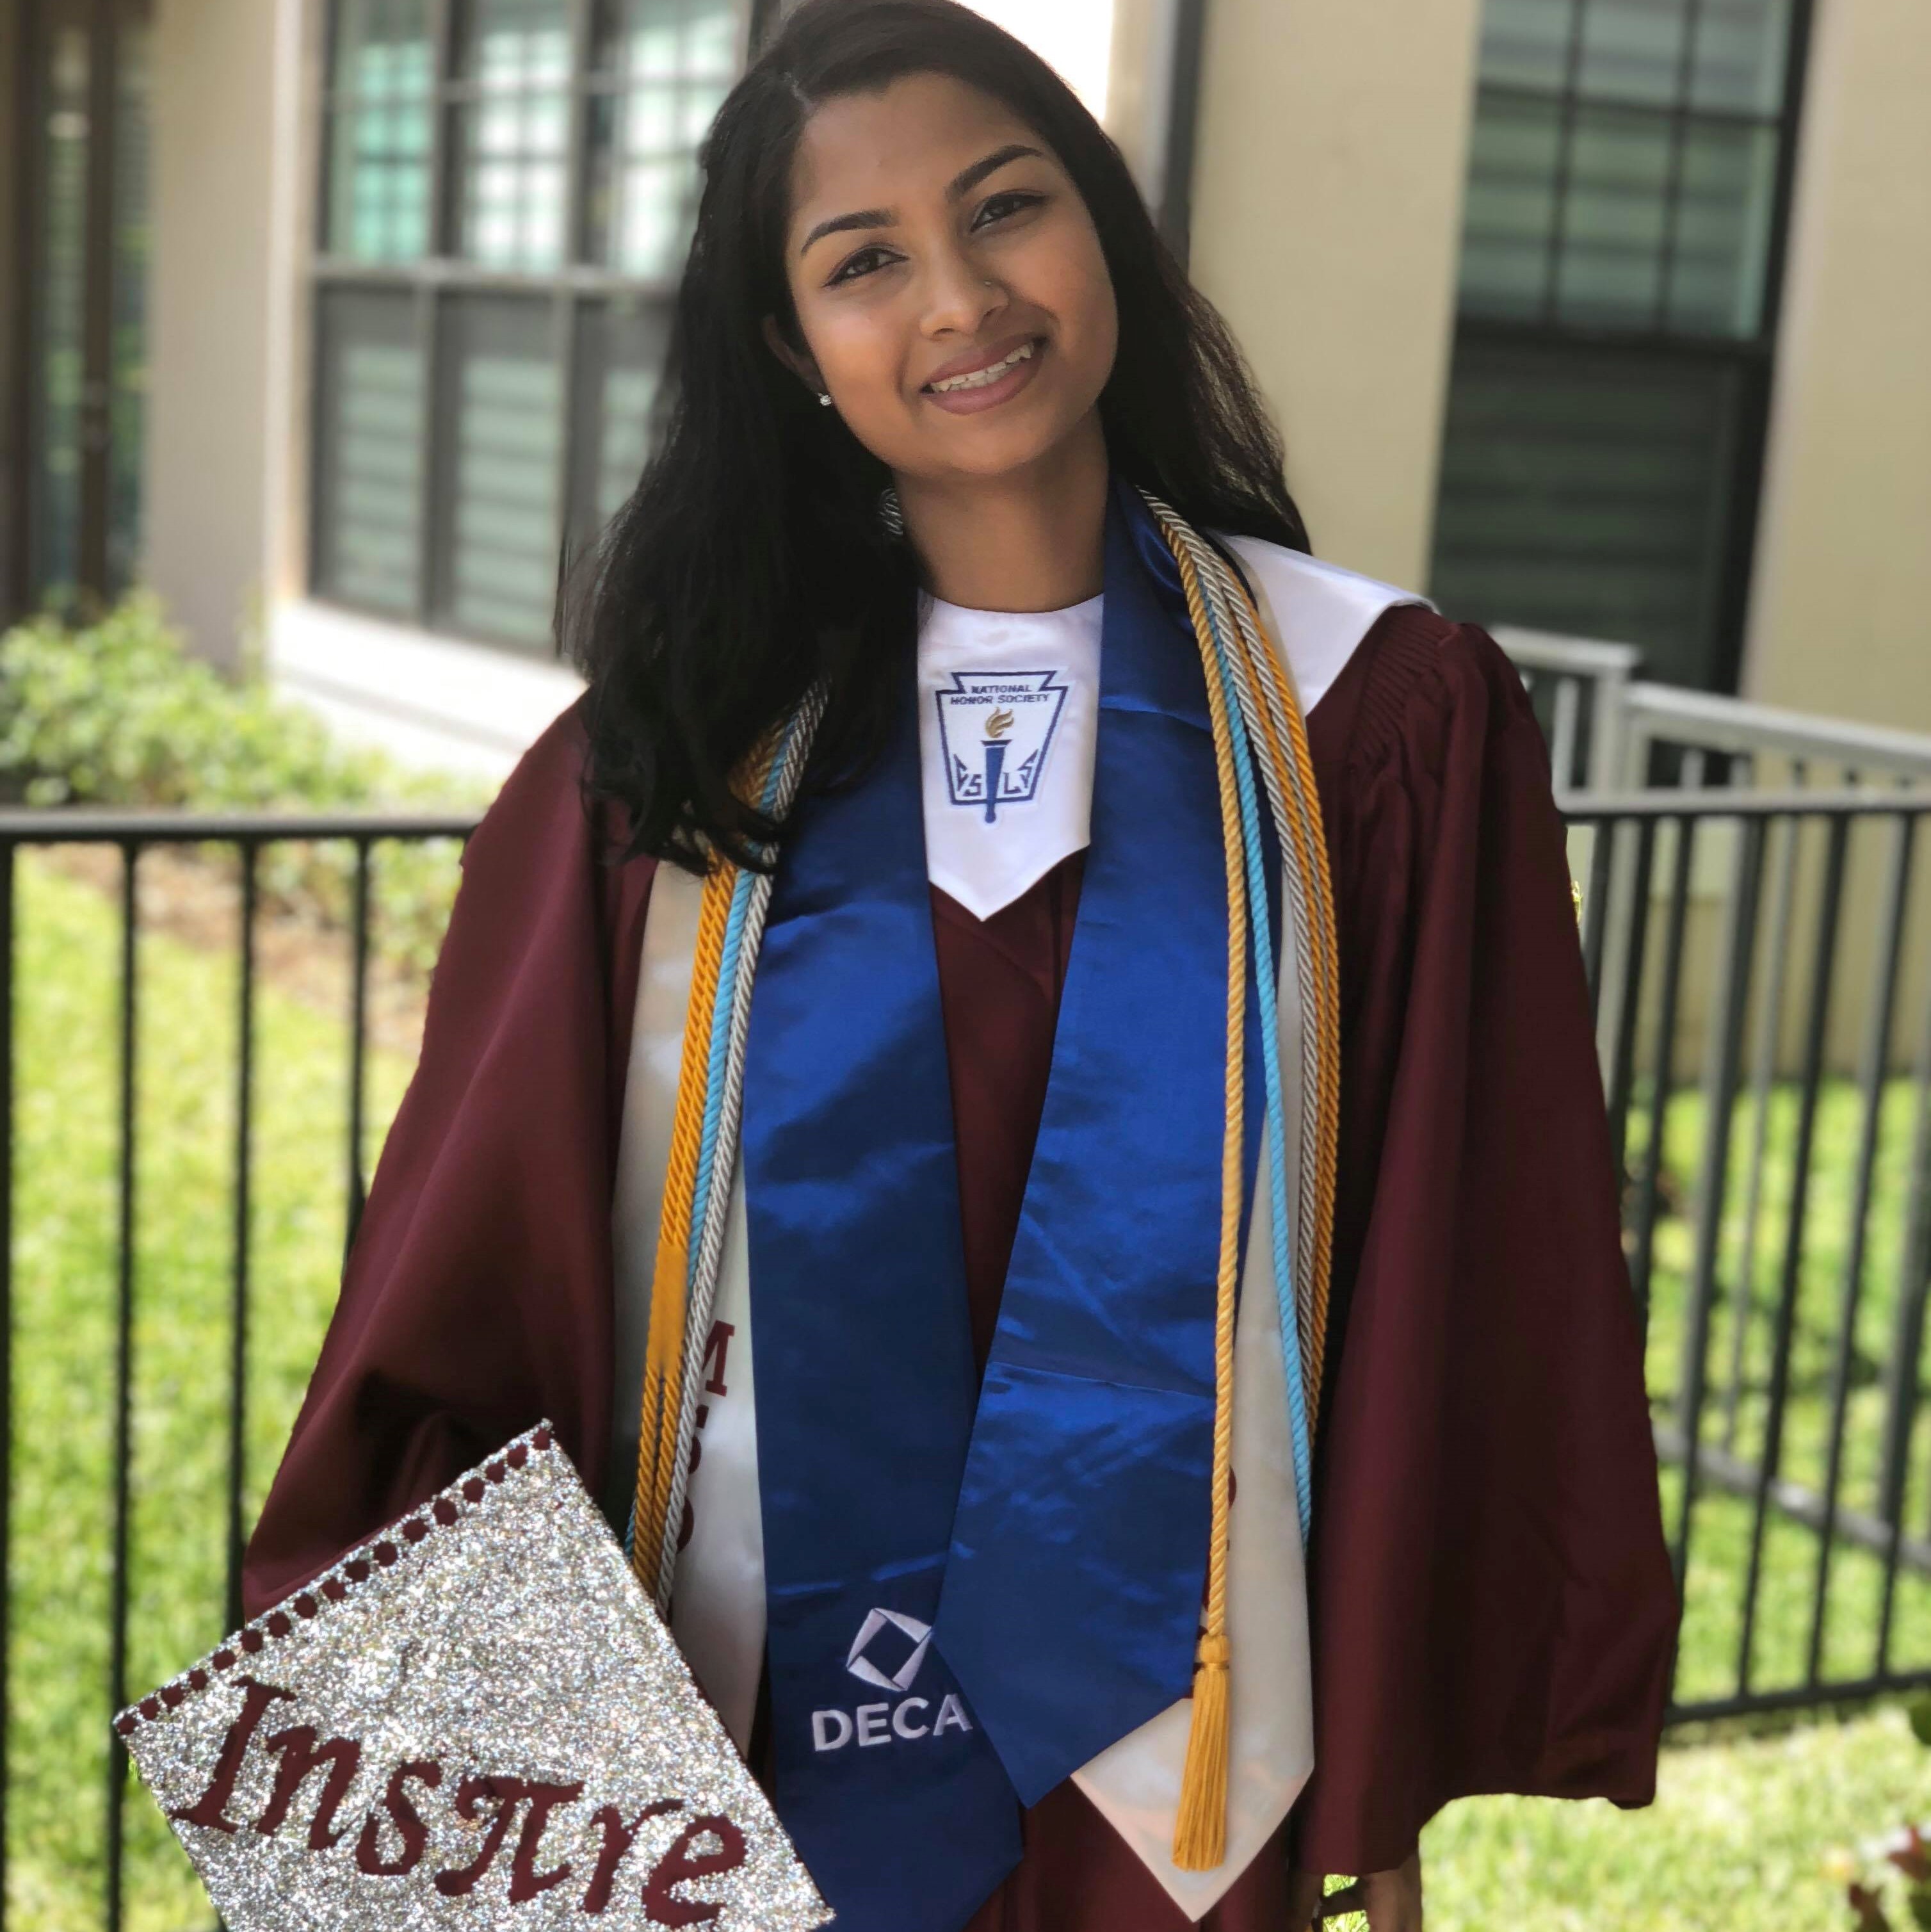 NATIONAL
HONOR SOCIETY
C S L S
DECA
Insπre